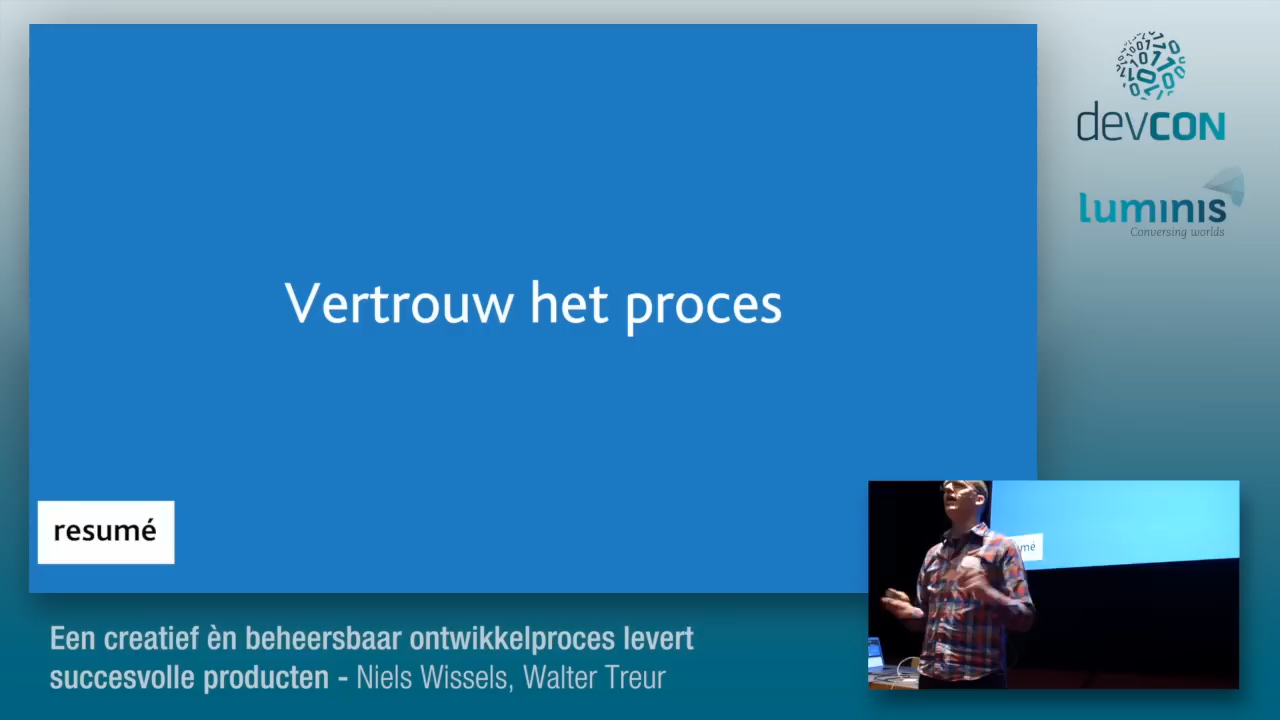 Vertrouw het proces
resumé
devcon
luminis
Conversing worlds
Een creatief èn beheersbaar ontwikkelproces levert
succesvolle producten - Niels Wissels, Walter Treur